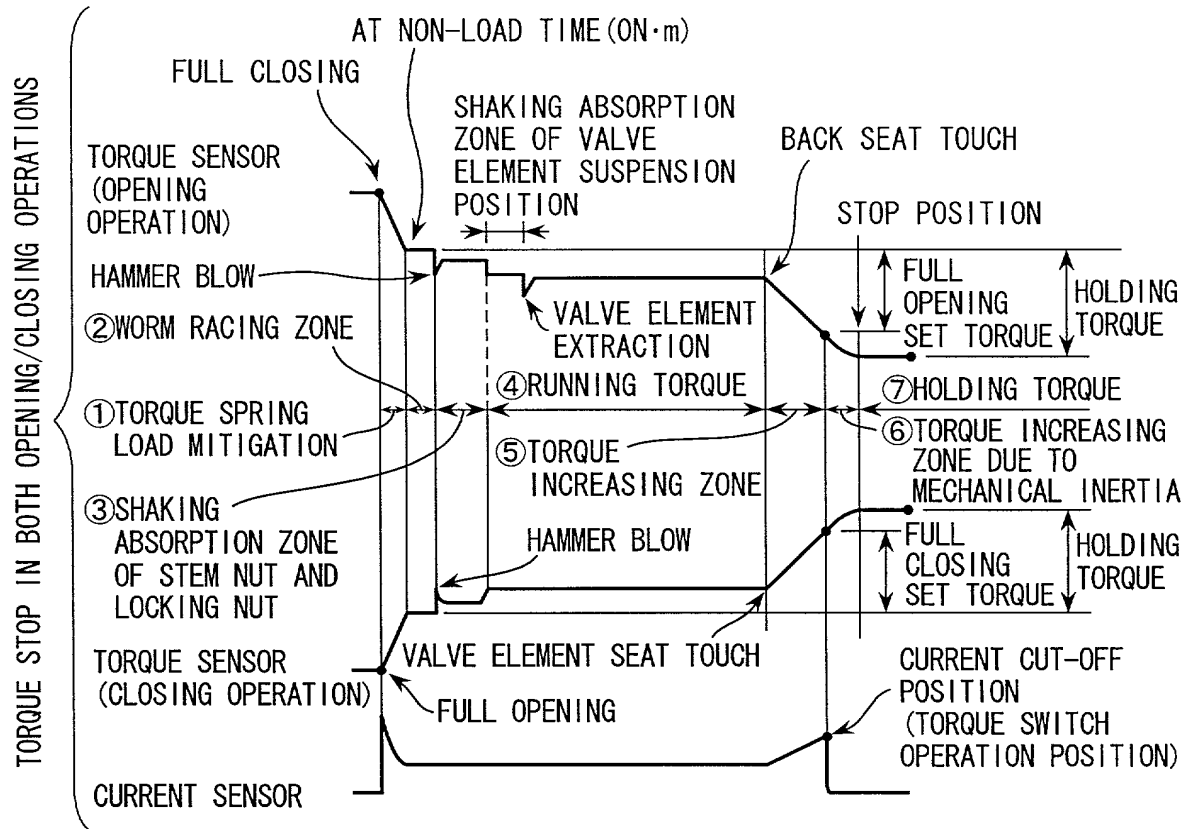 TORQUE STOP IN BOTH OPENING/CLOSING OPERATIONS
AT NON-LOAD TIME(ON·m)
FULL CLOSING
SHAKING ABSORPTION
ZONE OF VALVE
ELEMENT SUSPENSION
POSITION
BACK SEAT TOUCH
TORQUE SENSOR
(OPENING
OPERATION)
STOP POSITION
HAMMER BLOW
FULL
OPENING
SET TORQUE
HOLDING
TORQUE
VALVE ELEMENT
EXTRACTION
②WORM RACING ZONE
④RUNNING TORQUE
⑦HOLDING TORQUE
①TORQUE SPRING
LOAD MITIGATION
⑤TORQUE
INCREASING ZONE
⑥TORQUE INCREASING
ZONE DUE TO
MECHANICAL INERTIA
③SHAKING
ABSORPTION ZONE
OF STEM NUT AND
LOCKING NUT
HAMMER BLOW
FULL
CLOSING
SET TORQUE
HOLDING
TORQUE
VALVE ELEMENT SEAT TOUCH
TORQUE SENSOR
(CLOSING OPERATION)
FULL OPENING
CURRENT CUT-OFF
POSITION
(TORQUE SWITCH
OPERATION POSITION)
CURRENT SENSOR